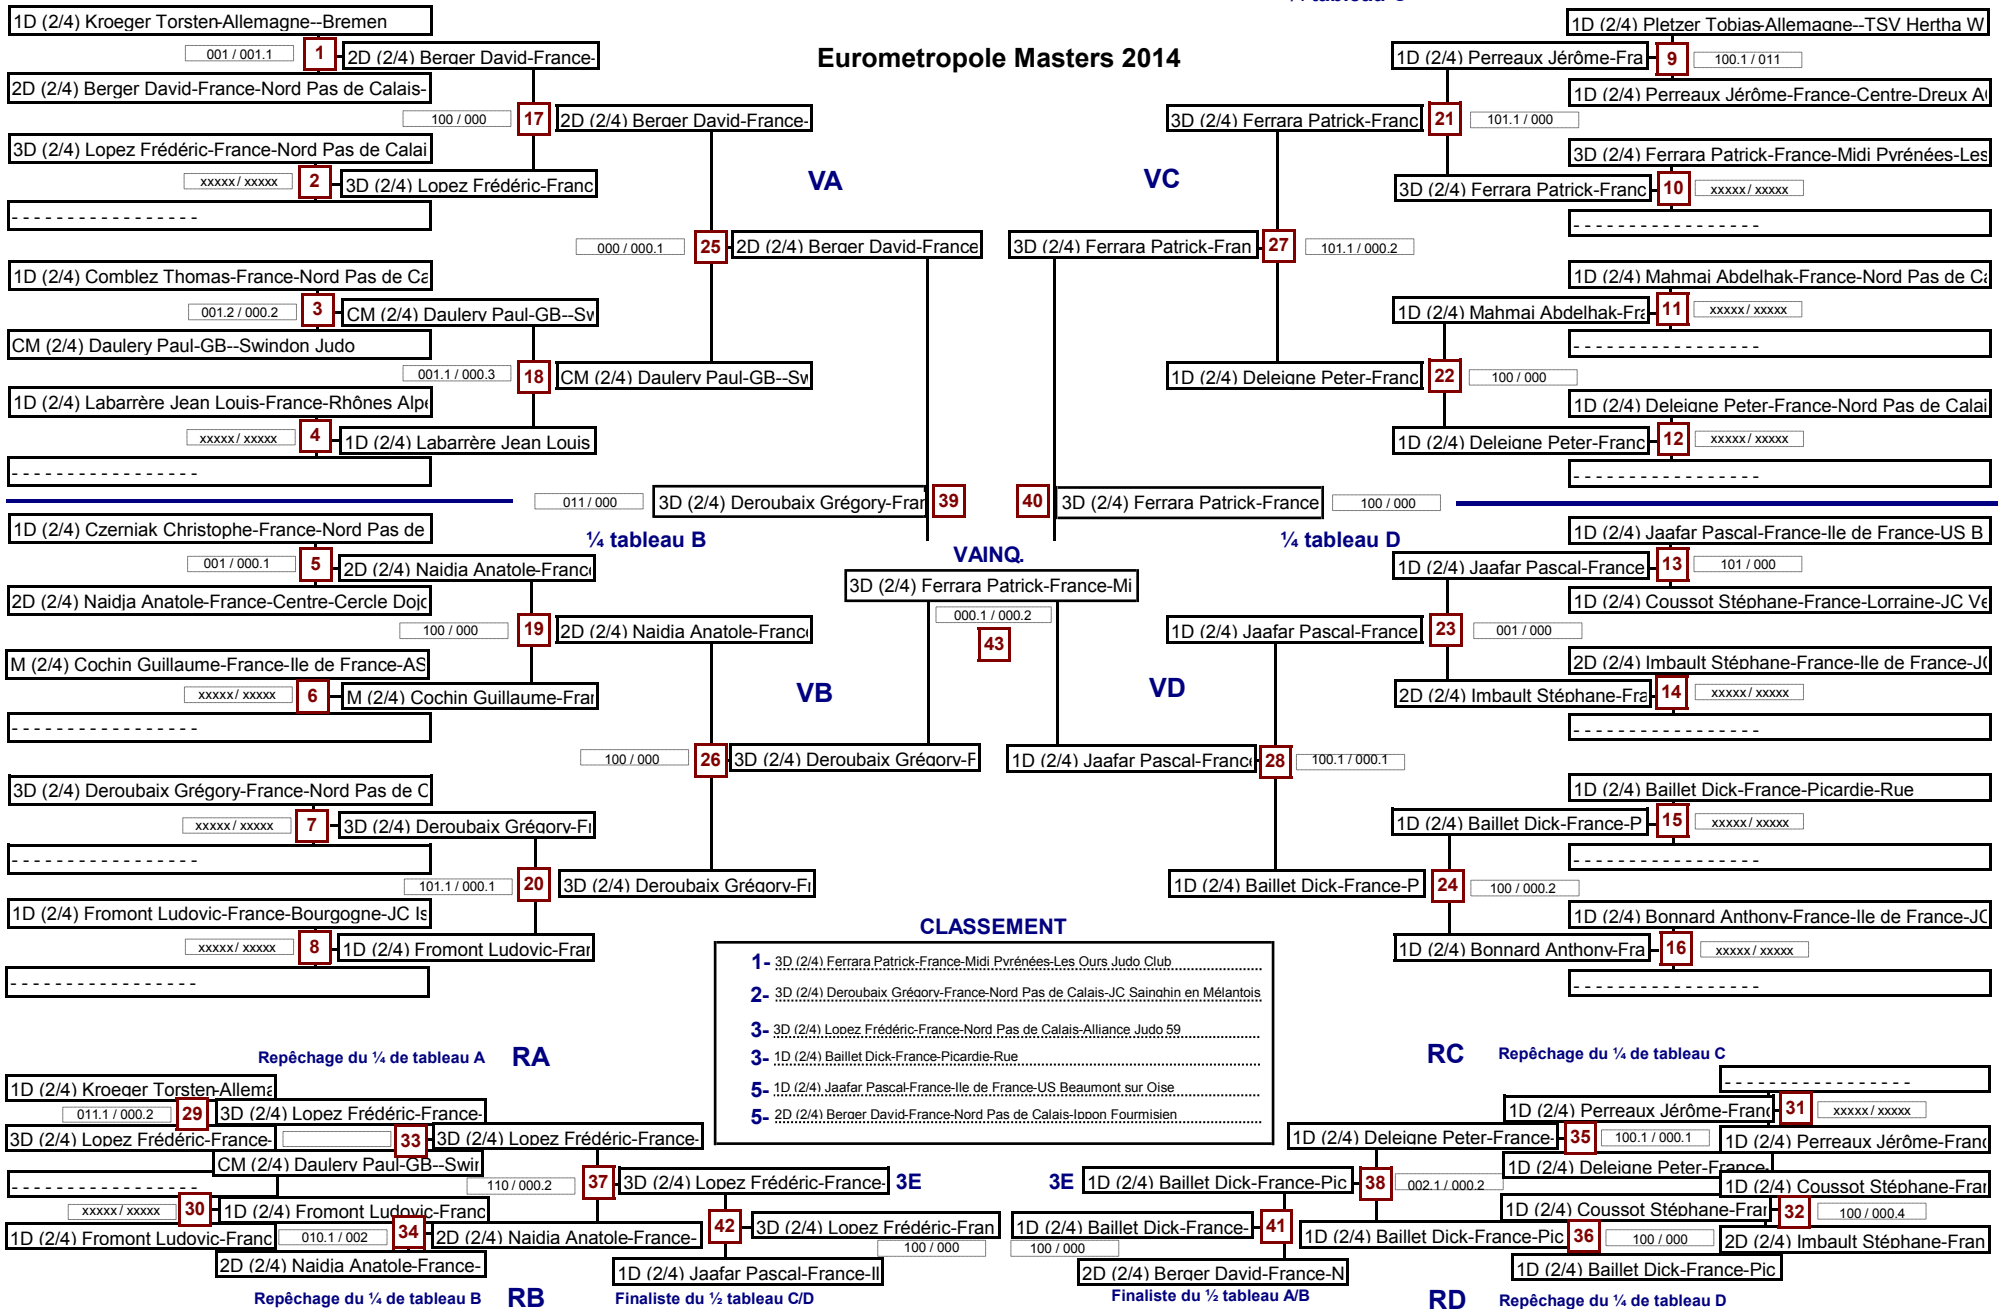 ¼ tableau C
Eurometropole Masters 2014
1D (2/4) Kroeger Torsten-Allemagne--Bremen
001 / 001.1
1
2D (2/4) Berger David-France-
2D (2/4) Berger David-France-Nord Pas de Calais-
100 / 000
17
2D (2/4) Berger David-France-
3D (2/4) Lopez Frédéric-France-Nord Pas de Calai
xxxxx / xxxxx
2
3D (2/4) Lopez Frédéric-Franc
- - - - - - - - - - - - - - - - -
VA
000 / 000.1
25
2D (2/4) Berger David-France
1D (2/4) Comblez Thomas-France-Nord Pas de Ca
001.2 / 000.2
3
CM (2/4) Daulery Paul-GB--Sw
CM (2/4) Daulery Paul-GB--Swindon Judo
001.1 / 000.3
18
CM (2/4) Daulery Paul-GB--Sw
1D (2/4) Labarrère Jean Louis-France-Rhônes Alpe
xxxxx / xxxxx
4
1D (2/4) Labarrère Jean Louis
- - - - - - - - - - - - - - - - -
011 / 000
3D (2/4) Deroubaix Grégory-Fran
39
1D (2/4) Pletzer Tobias-Allemagne--TSV Hertha W
1D (2/4) Perreaux Jérôme-Fra
9
100.1 / 011
1D (2/4) Perreaux Jérôme-France-Centre-Dreux A
3D (2/4) Ferrara Patrick-Franc
21
101.1 / 000
3D (2/4) Ferrara Patrick-France-Midi Pyrénées-Les
3D (2/4) Ferrara Patrick-Franc
10
xxxxx / xxxxx
- - - - - - - - - - - - - - - - -
VC
3D (2/4) Ferrara Patrick-Fran
27
101.1 / 000.2
1D (2/4) Mahmai Abdelhak-France-Nord Pas de Ca
1D (2/4) Mahmai Abdelhak-Fra
11
xxxxx / xxxxx
- - - - - - - - - - - - - - - - -
1D (2/4) Deleigne Peter-Franc
22
100 / 000
1D (2/4) Deleigne Peter-France-Nord Pas de Calai
1D (2/4) Deleigne Peter-Franc
12
xxxxx / xxxxx
- - - - - - - - - - - - - - - - -
40
3D (2/4) Ferrara Patrick-France
100 / 000
¼ tableau B
1D (2/4) Czerniak Christophe-France-Nord Pas de
001 / 000.1
5
2D (2/4) Naidja Anatole-France
2D (2/4) Naidja Anatole-France-Centre-Cercle Dojo
100 / 000
19
2D (2/4) Naidja Anatole-France
M (2/4) Cochin Guillaume-France-Ile de France-AS
xxxxx / xxxxx
6
M (2/4) Cochin Guillaume-Fran
- - - - - - - - - - - - - - - - -
VB
100 / 000
26
3D (2/4) Deroubaix Grégory-F
3D (2/4) Deroubaix Grégory-France-Nord Pas de C
xxxxx / xxxxx
7
3D (2/4) Deroubaix Grégory-Fr
- - - - - - - - - - - - - - - - -
101.1 / 000.1
20
3D (2/4) Deroubaix Grégory-Fr
1D (2/4) Fromont Ludovic-France-Bourgogne-JC Is
xxxxx / xxxxx
8
1D (2/4) Fromont Ludovic-Fran
- - - - - - - - - - - - - - - - -
VAINQ.
3D (2/4) Ferrara Patrick-France-Mi
000.1 / 000.2
43
¼ tableau D
1D (2/4) Jaafar Pascal-France-Ile de France-US B
1D (2/4) Jaafar Pascal-France
13
101 / 000
1D (2/4) Coussot Stéphane-France-Lorraine-JC Ve
1D (2/4) Jaafar Pascal-France
23
001 / 000
2D (2/4) Imbault Stéphane-France-Ile de France-JC
2D (2/4) Imbault Stéphane-Fra
14
xxxxx / xxxxx
- - - - - - - - - - - - - - - - -
VD
1D (2/4) Jaafar Pascal-France
28
100.1 / 000.1
1D (2/4) Baillet Dick-France-Picardie-Rue
1D (2/4) Baillet Dick-France-P
15
xxxxx / xxxxx
- - - - - - - - - - - - - - - - -
1D (2/4) Baillet Dick-France-P
24
100 / 000.2
1D (2/4) Bonnard Anthony-France-Ile de France-JC
1D (2/4) Bonnard Anthony-Fra
16
xxxxx / xxxxx
- - - - - - - - - - - - - - - - -
CLASSEMENT
1- 3D (2/4) Ferrara Patrick-France-Midi Pyrénées-Les Ours Judo Club
2- 3D (2/4) Deroubaix Grégory-France-Nord Pas de Calais-JC Sainghin en Mélantois
3- 3D (2/4) Lopez Frédéric-France-Nord Pas de Calais-Alliance Judo 59
3- 1D (2/4) Baillet Dick-France-Picardie-Rue
5- 1D (2/4) Jaafar Pascal-France-Ile de France-US Beaumont sur Oise
5- 2D (2/4) Berger David-France-Nord Pas de Calais-Ippon Fourmisien
Repêchage du ¼ de tableau A RA
1D (2/4) Kroeger Torsten-Allema
011.1 / 000.2
29
3D (2/4) Lopez Frédéric-France-
3D (2/4) Lopez Frédéric-France-
33
3D (2/4) Lopez Frédéric-France-
CM (2/4) Daulery Paul-GB--Swin
- - - - - - - - - - - - - - - - -
110 / 000.2
37
3D (2/4) Lopez Frédéric-France-
3E
xxxxx / xxxxx
30
1D (2/4) Fromont Ludovic-Franc
1D (2/4) Fromont Ludovic-Franc
010.1 / 002
34
2D (2/4) Naidja Anatole-France-
2D (2/4) Naidja Anatole-France-
42
3D (2/4) Lopez Frédéric-Fran
100 / 000
1D (2/4) Jaafar Pascal-France-Il
Repêchage du ¼ de tableau B RB
Finaliste du ½ tableau C/D
RC Repêchage du ¼ de tableau C
- - - - - - - - - - - - - - - - -
1D (2/4) Perreaux Jérôme-Franc
31
xxxxx / xxxxx
1D (2/4) Deleigne Peter-France-
35
100.1 / 000.1
1D (2/4) Perreaux Jérôme-Franc
1D (2/4) Deleigne Peter-France-
3E
1D (2/4) Baillet Dick-France-Pic
38
002.1 / 000.2
1D (2/4) Coussot Stéphane-Fran
1D (2/4) Coussot Stéphane-Fran
32
100 / 000.4
1D (2/4) Baillet Dick-France-
41
1D (2/4) Baillet Dick-France-Pic
36
100 / 000
2D (2/4) Imbault Stéphane-Fran
100 / 000
2D (2/4) Berger David-France-N
1D (2/4) Baillet Dick-France-Pic
Finaliste du ½ tableau A/B
RD Repêchage du ¼ de tableau D